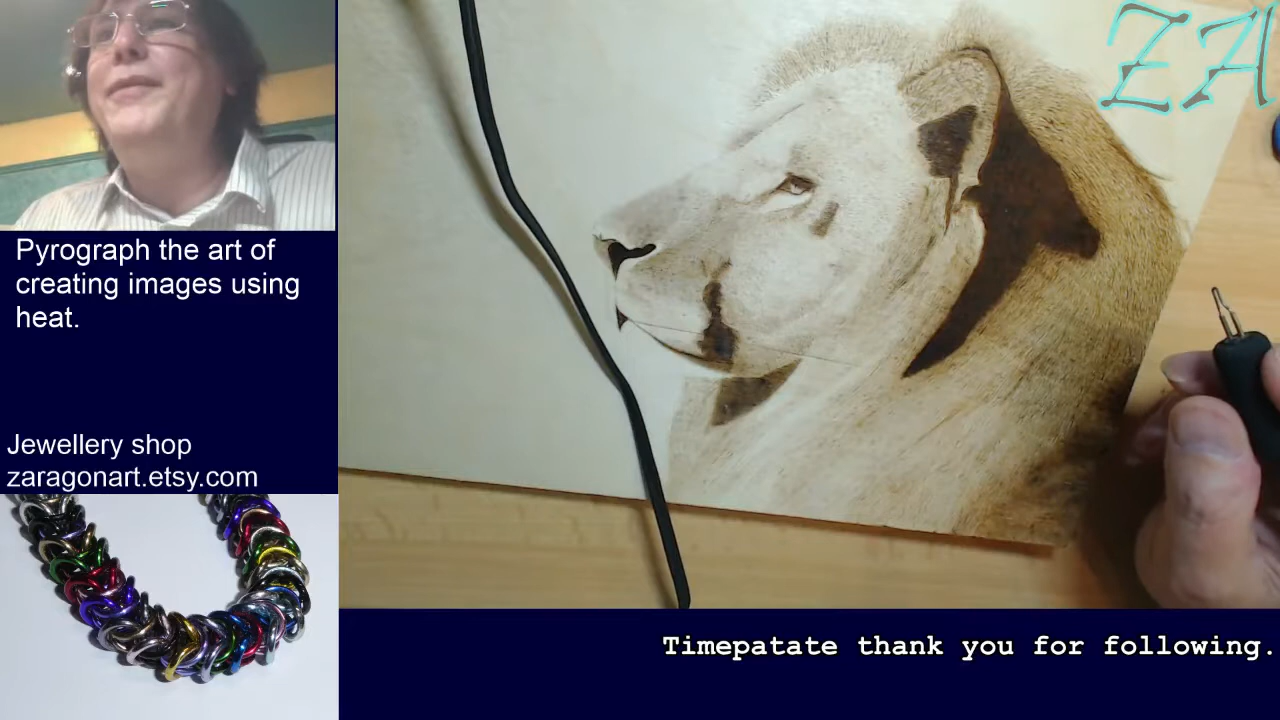 ZA
Pyrograph the art of
creating images using
heat.
Jewellery shop
zaragonart.etsy.com
Timepatate thank you for following.